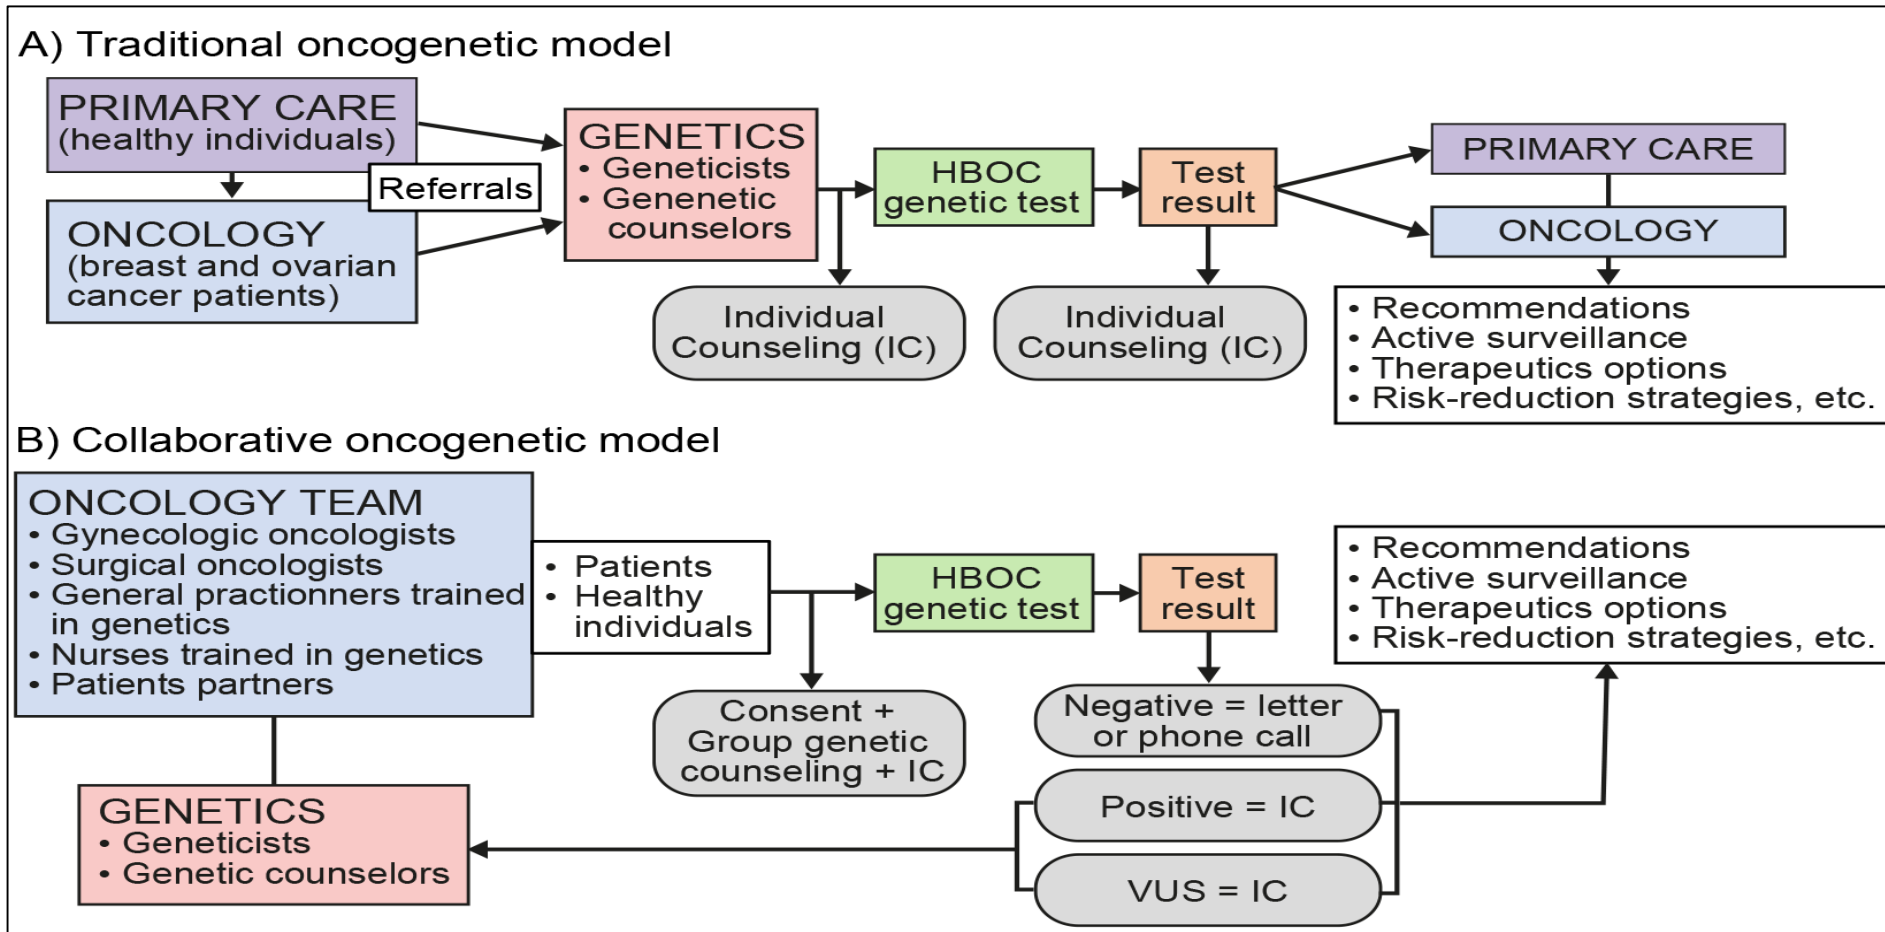 A) Traditional oncogenetic model
PRIMARY CARE
(healthy individuals)
Referrals
ONCOLOGY
(breast and ovarian
cancer patients)
GENETICS
• Geneticists
• Genenetic
counselors
HBOC
genetic test
Test
result
Individual
Counseling (IC)
Individual
Counseling (IC)
PRIMARY CARE
ONCOLOGY
• Recommendations
• Active surveillance
• Therapeutics options
• Risk-reduction strategies, etc.
B) Collaborative oncogenetic model
ONCOLOGY TEAM
• Gynecologic oncologists
• Surgical oncologists
• General practionners trained
in genetics
• Nurses trained in genetics
• Patients partners
• Patients
• Healthy
individuals
HBOC
genetic test
Test
result
Consent +
Group genetic
counseling + IC
Negative = letter
or phone call
Positive = IC
VUS = IC
• Recommendations
• Active surveillance
• Therapeutics options
• Risk-reduction strategies, etc.
GENETICS
• Geneticists
• Genetic counselors